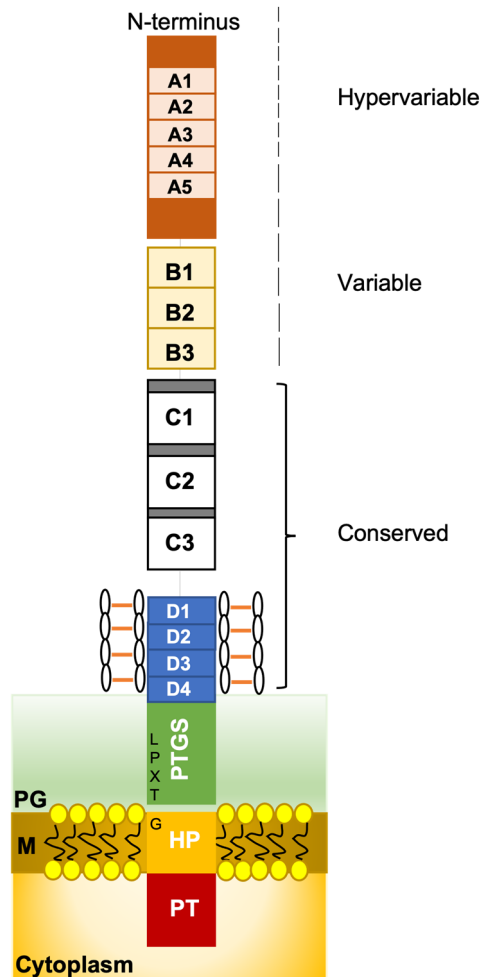 N-terminus
A1
Hypervariable
A2
A3
A4
A5
B1
Variable
B2
B3
C1
C2
C3
Conserved
D1
D2
D3
D4
L
P
X
T
PTGS
PG
G
M
HP
PT
Cytoplasm